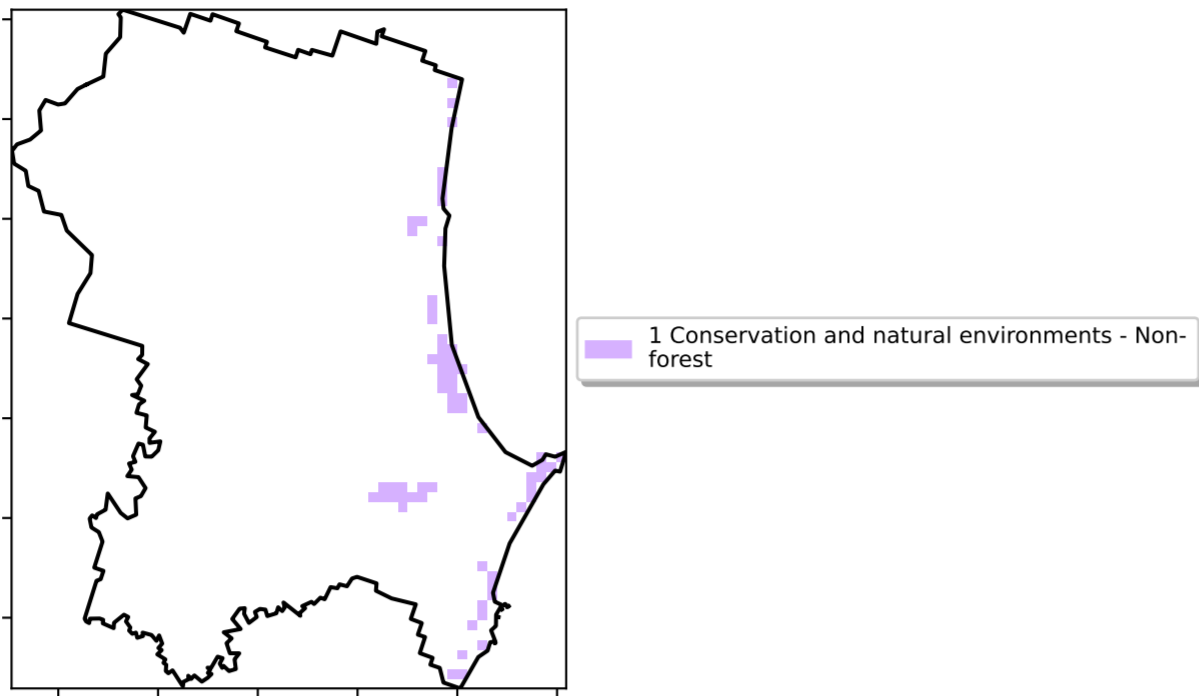 1 Conservation and natural environments - Non-
forest